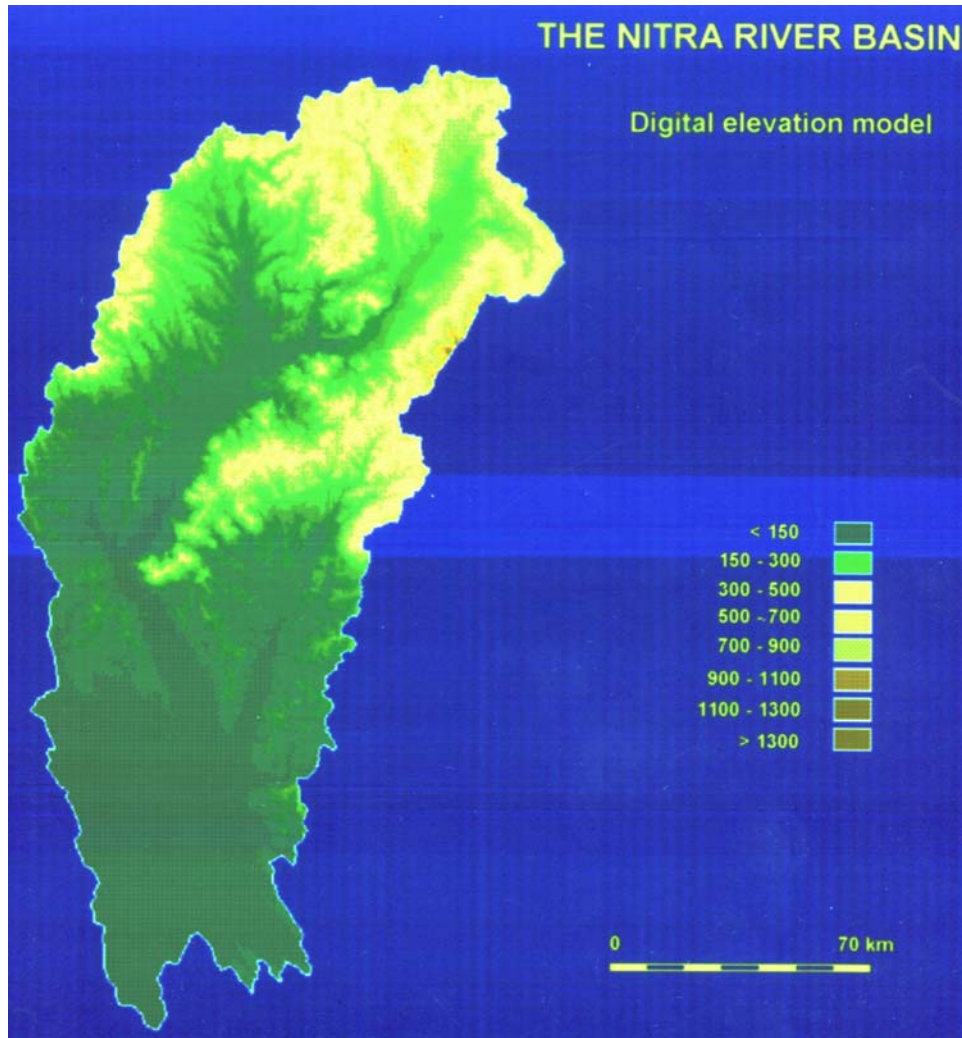 THE NITRA RIVER BASIN
Digital elevation model
< 150
150 - 300
300 - 500
500 - 700
700 - 900
900 - 1100
1100 - 1300
> 1300
0 70 km